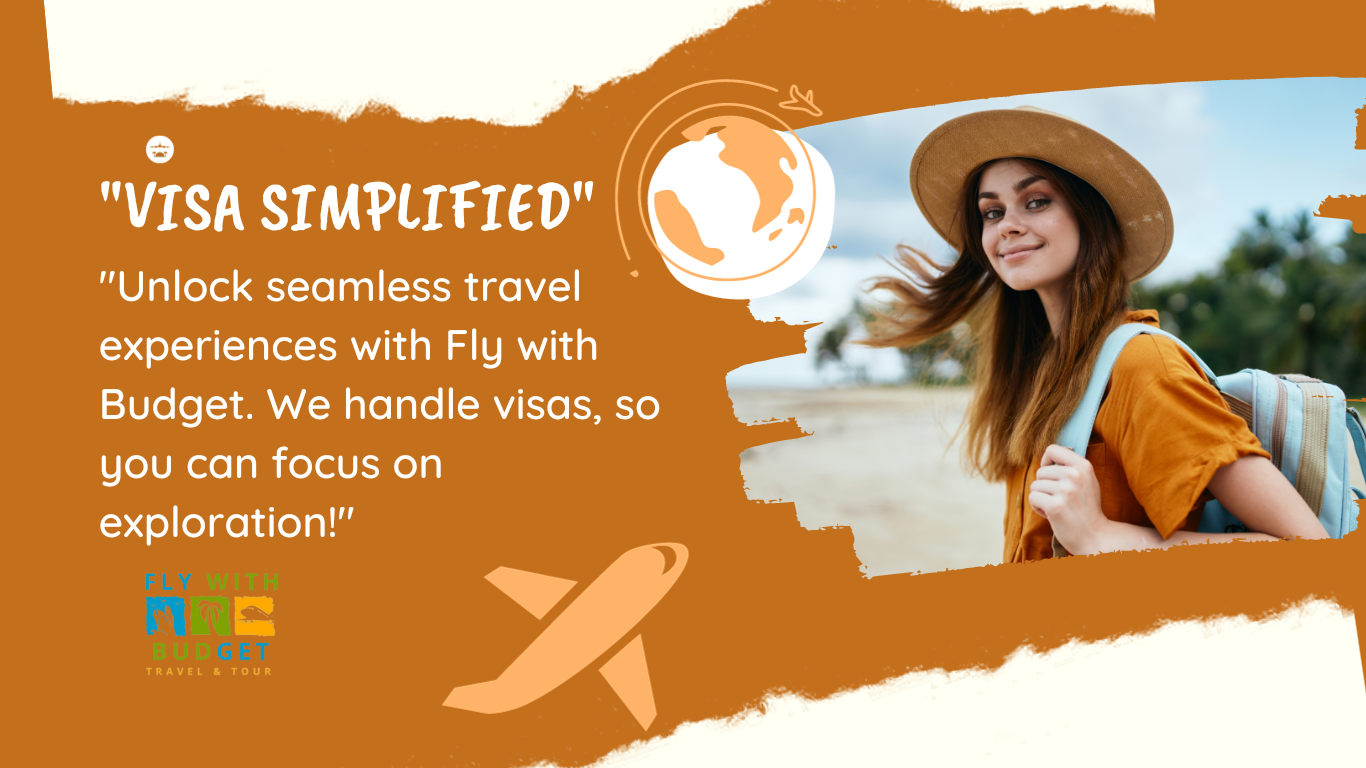 "VISA SIMPLIFIED"
"Unlock seamless travel
experiences with Fly with
Budget. We handle visas, so
you can focus on
exploration!"
FLY WITH
BUDGET
TRAVEL & TOUR